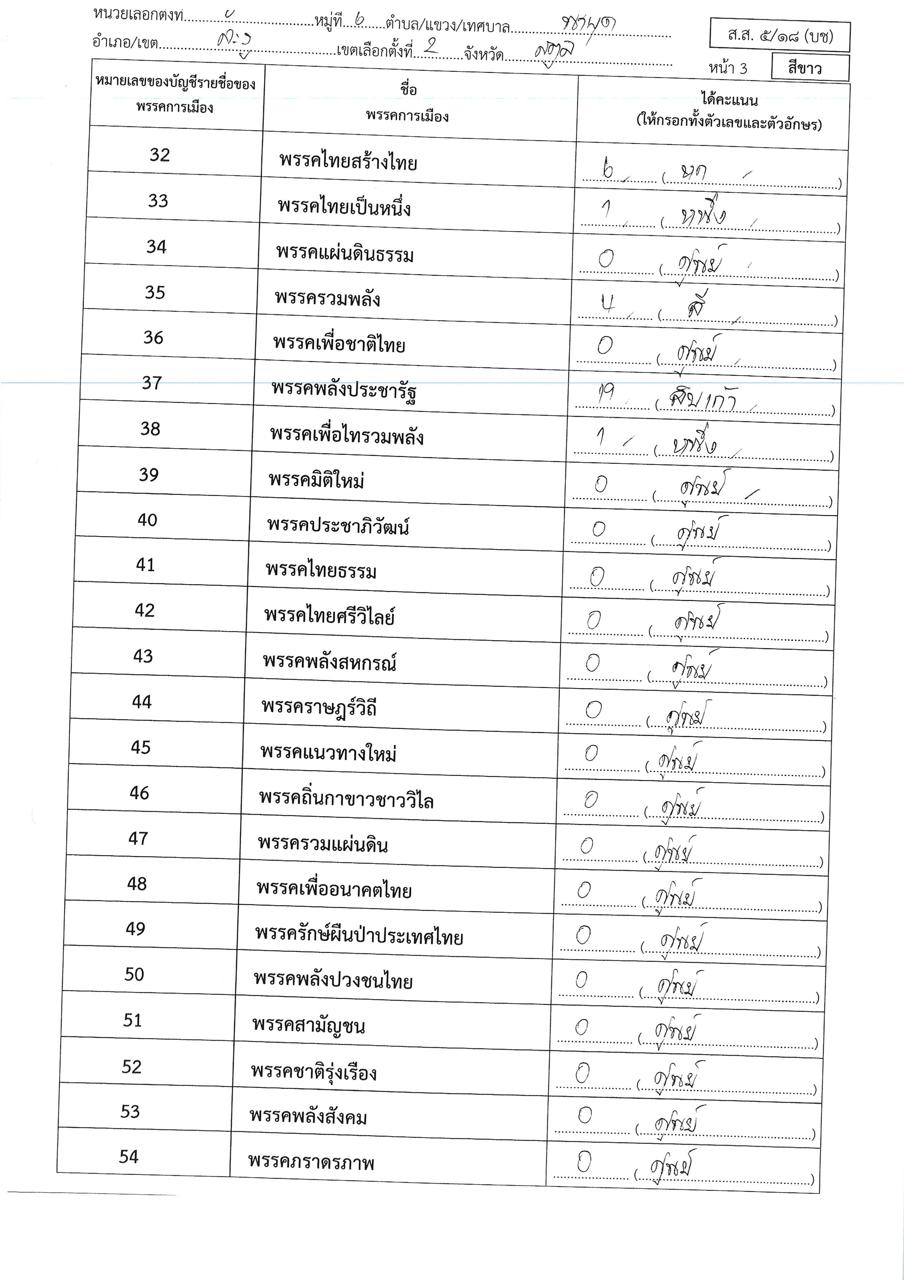 หน่วยเลือกตั้งที่ ๖ หมู่ที่ ๖ ตำบล/แขวง/เทศบาล
อำเภอ/เขต ละงู เขตเลือกตั้งที่ 2 จังหวัด สตูล
ส.ส. ๕/๑๘ (บช)
หน้า 3 สีขาว
หมายเลขของบัญชีรายชื่อของพรรคการเมือง ชื่อพรรคการเมือง ได้คะแนน (ให้กรอกทั้งตัวเลขและตัวอักษร)
32 พรรคไทยสร้างไทย ๖ (หก)
33 พรรคไทยเป็นหนึ่ง 1 (หนึ่ง)
34 พรรคแผ่นดินธรรม 0 (ศูนย์)
35 พรรครวมพลัง 4 (สี่)
36 พรรคเพื่อชาติไทย 0 (ศูนย์)
37 พรรคพลังประชารัฐ 19 (สิบเก้า)
38 พรรคเพื่อไทรวมพลัง 1 (หนึ่ง)
39 พรรคมิติใหม่ 0 (ศูนย์)
40 พรรคประชาภิวัฒน์ 0 (ศูนย์)
41 พรรคไทยธรรม 0 (ศูนย์)
42 พรรคไทยศรีวิไลย์ 0 (ศูนย์)
43 พรรคพลังสหกรณ์ 0 (ศูนย์)
44 พรรคราษฎร์วิถี 0 (ศูนย์)
45 พรรคแนวทางใหม่ 0 (ศูนย์)
46 พรรคถิ่นกาขาวชาววิไล 0 (ศูนย์)
47 พรรครวมแผ่นดิน 0 (ศูนย์)
48 พรรคเพื่ออนาคตไทย 0 (ศูนย์)
49 พรรครักษ์ผืนป่าประเทศไทย 0 (ศูนย์)
50 พรรคพลังปวงชนไทย 0 (ศูนย์)
51 พรรคสามัญชน 0 (ศูนย์)
52 พรรคชาติรุ่งเรือง 0 (ศูนย์)
53 พรรคพลังสังคม 0 (ศูนย์)
54 พรรคภราดรภาพ 0 (ศูนย์)